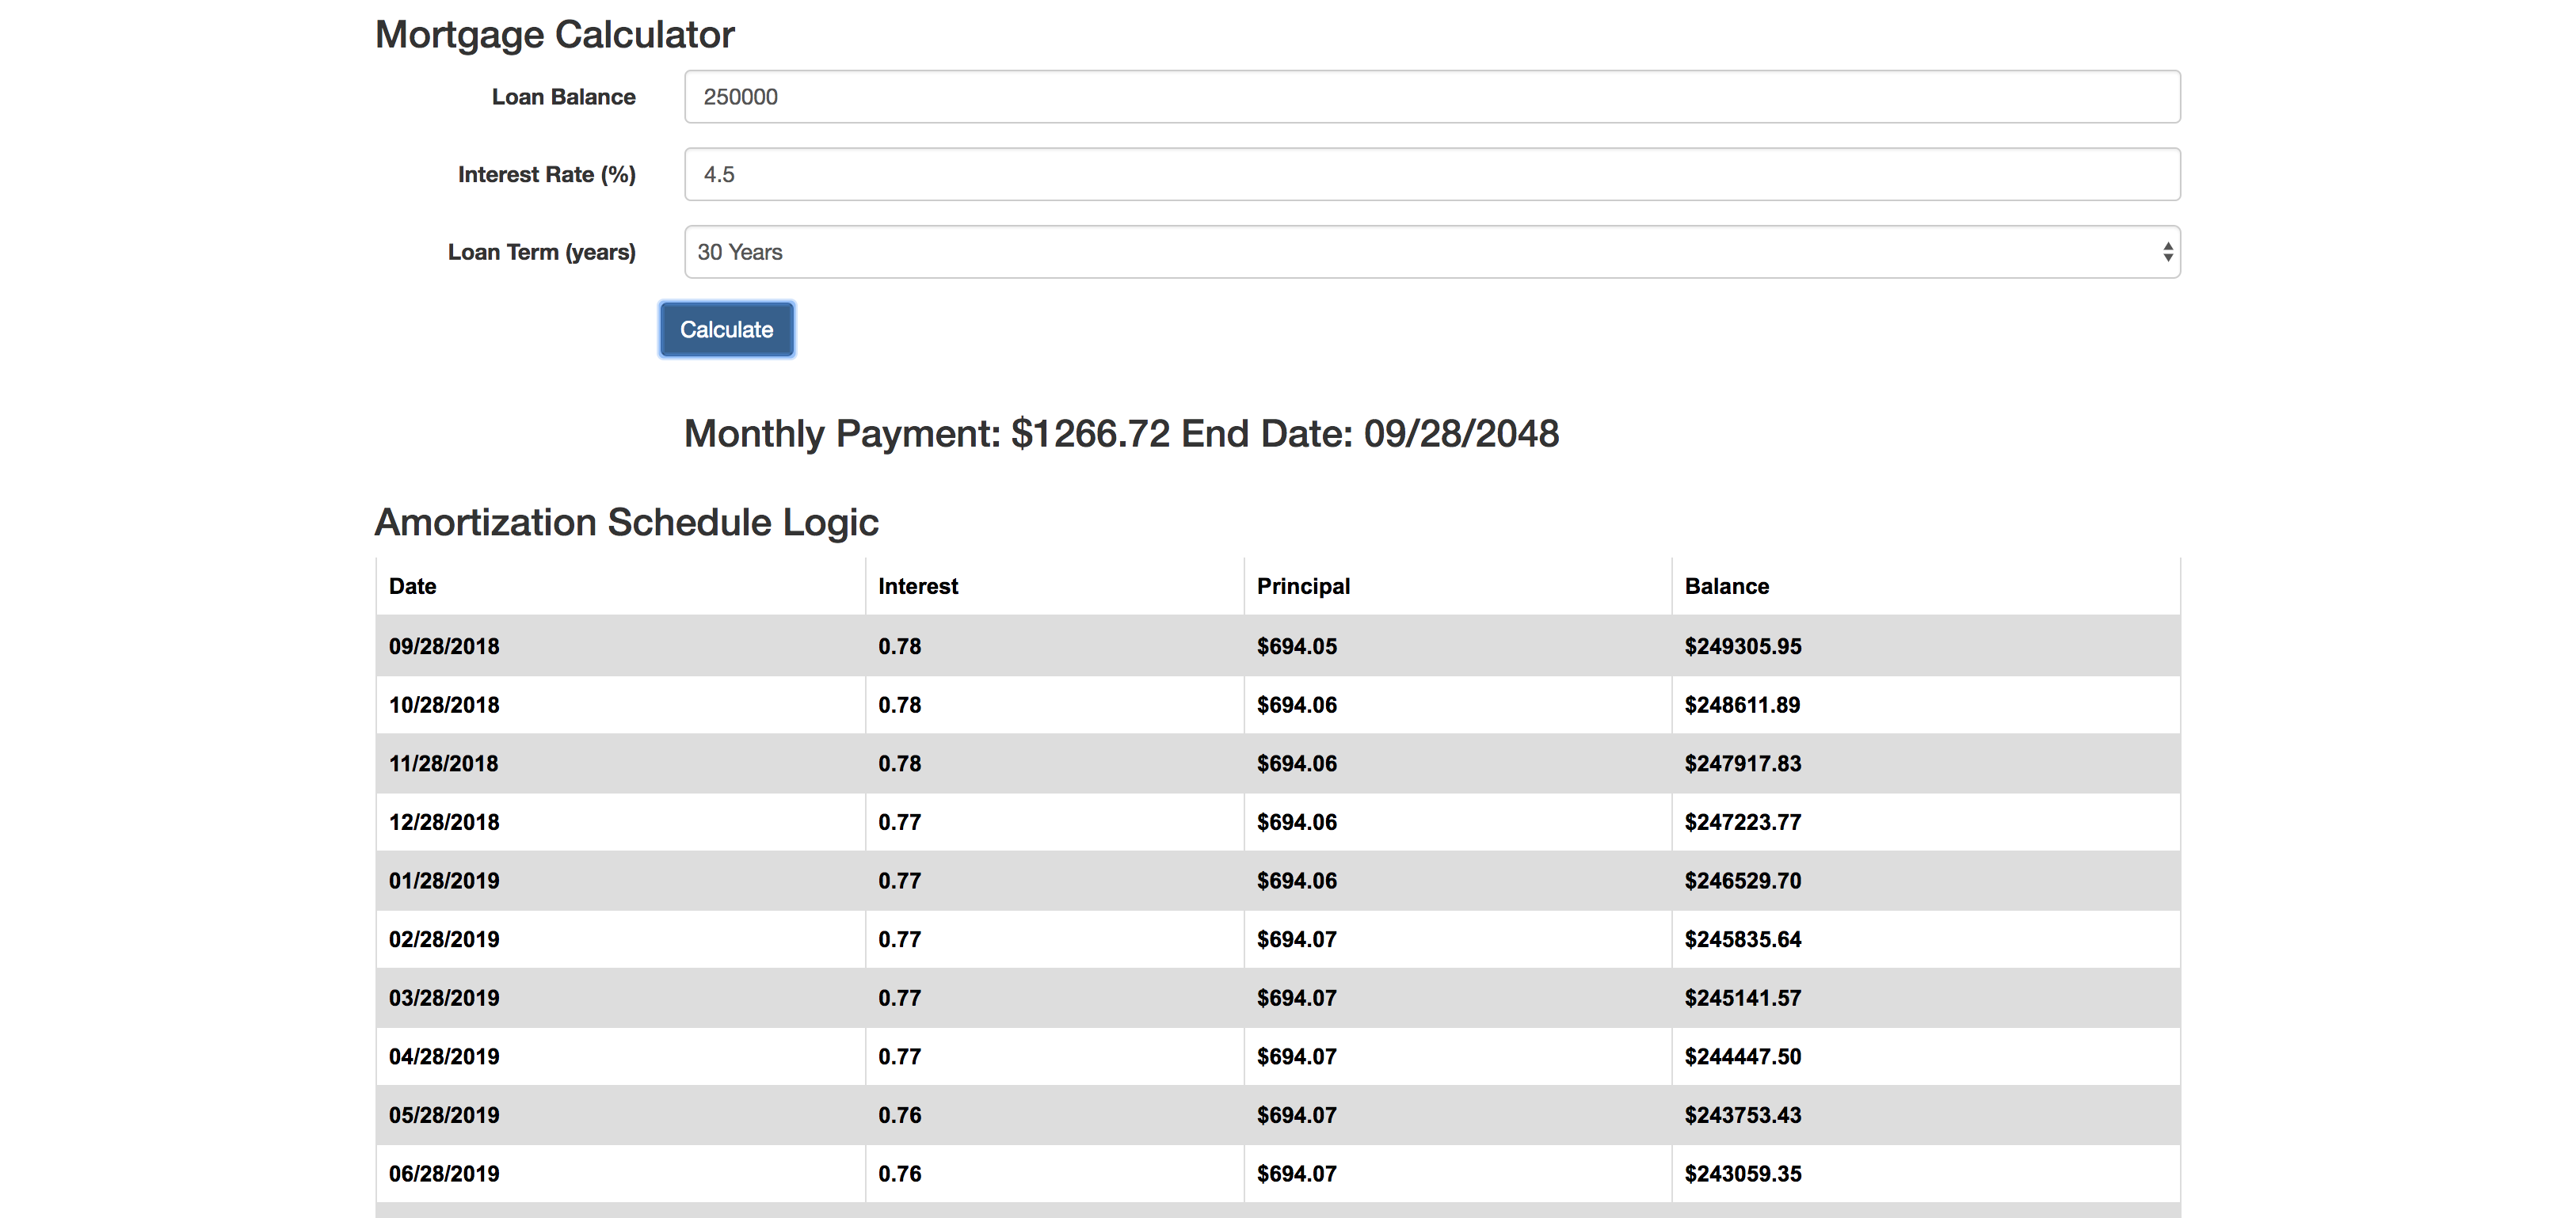 Mortgage Calculator
Loan Balance 250000
Interest Rate (%) 4.5
Loan Term (years) 30 Years
Calculate
Monthly Payment: $1266.72 End Date: 09/28/2048
Amortization Schedule Logic
Date Interest Principal Balance
09/28/2018 0.78 $694.05 $249305.95
10/28/2018 0.78 $694.06 $248611.89
11/28/2018 0.78 $694.06 $247917.83
12/28/2018 0.77 $694.06 $247223.77
01/28/2019 0.77 $694.06 $246529.70
02/28/2019 0.77 $694.07 $245835.64
03/28/2019 0.77 $694.07 $245141.57
04/28/2019 0.77 $694.07 $244447.50
05/28/2019 0.76 $694.07 $243753.43
06/28/2019 0.76 $694.07 $243059.35